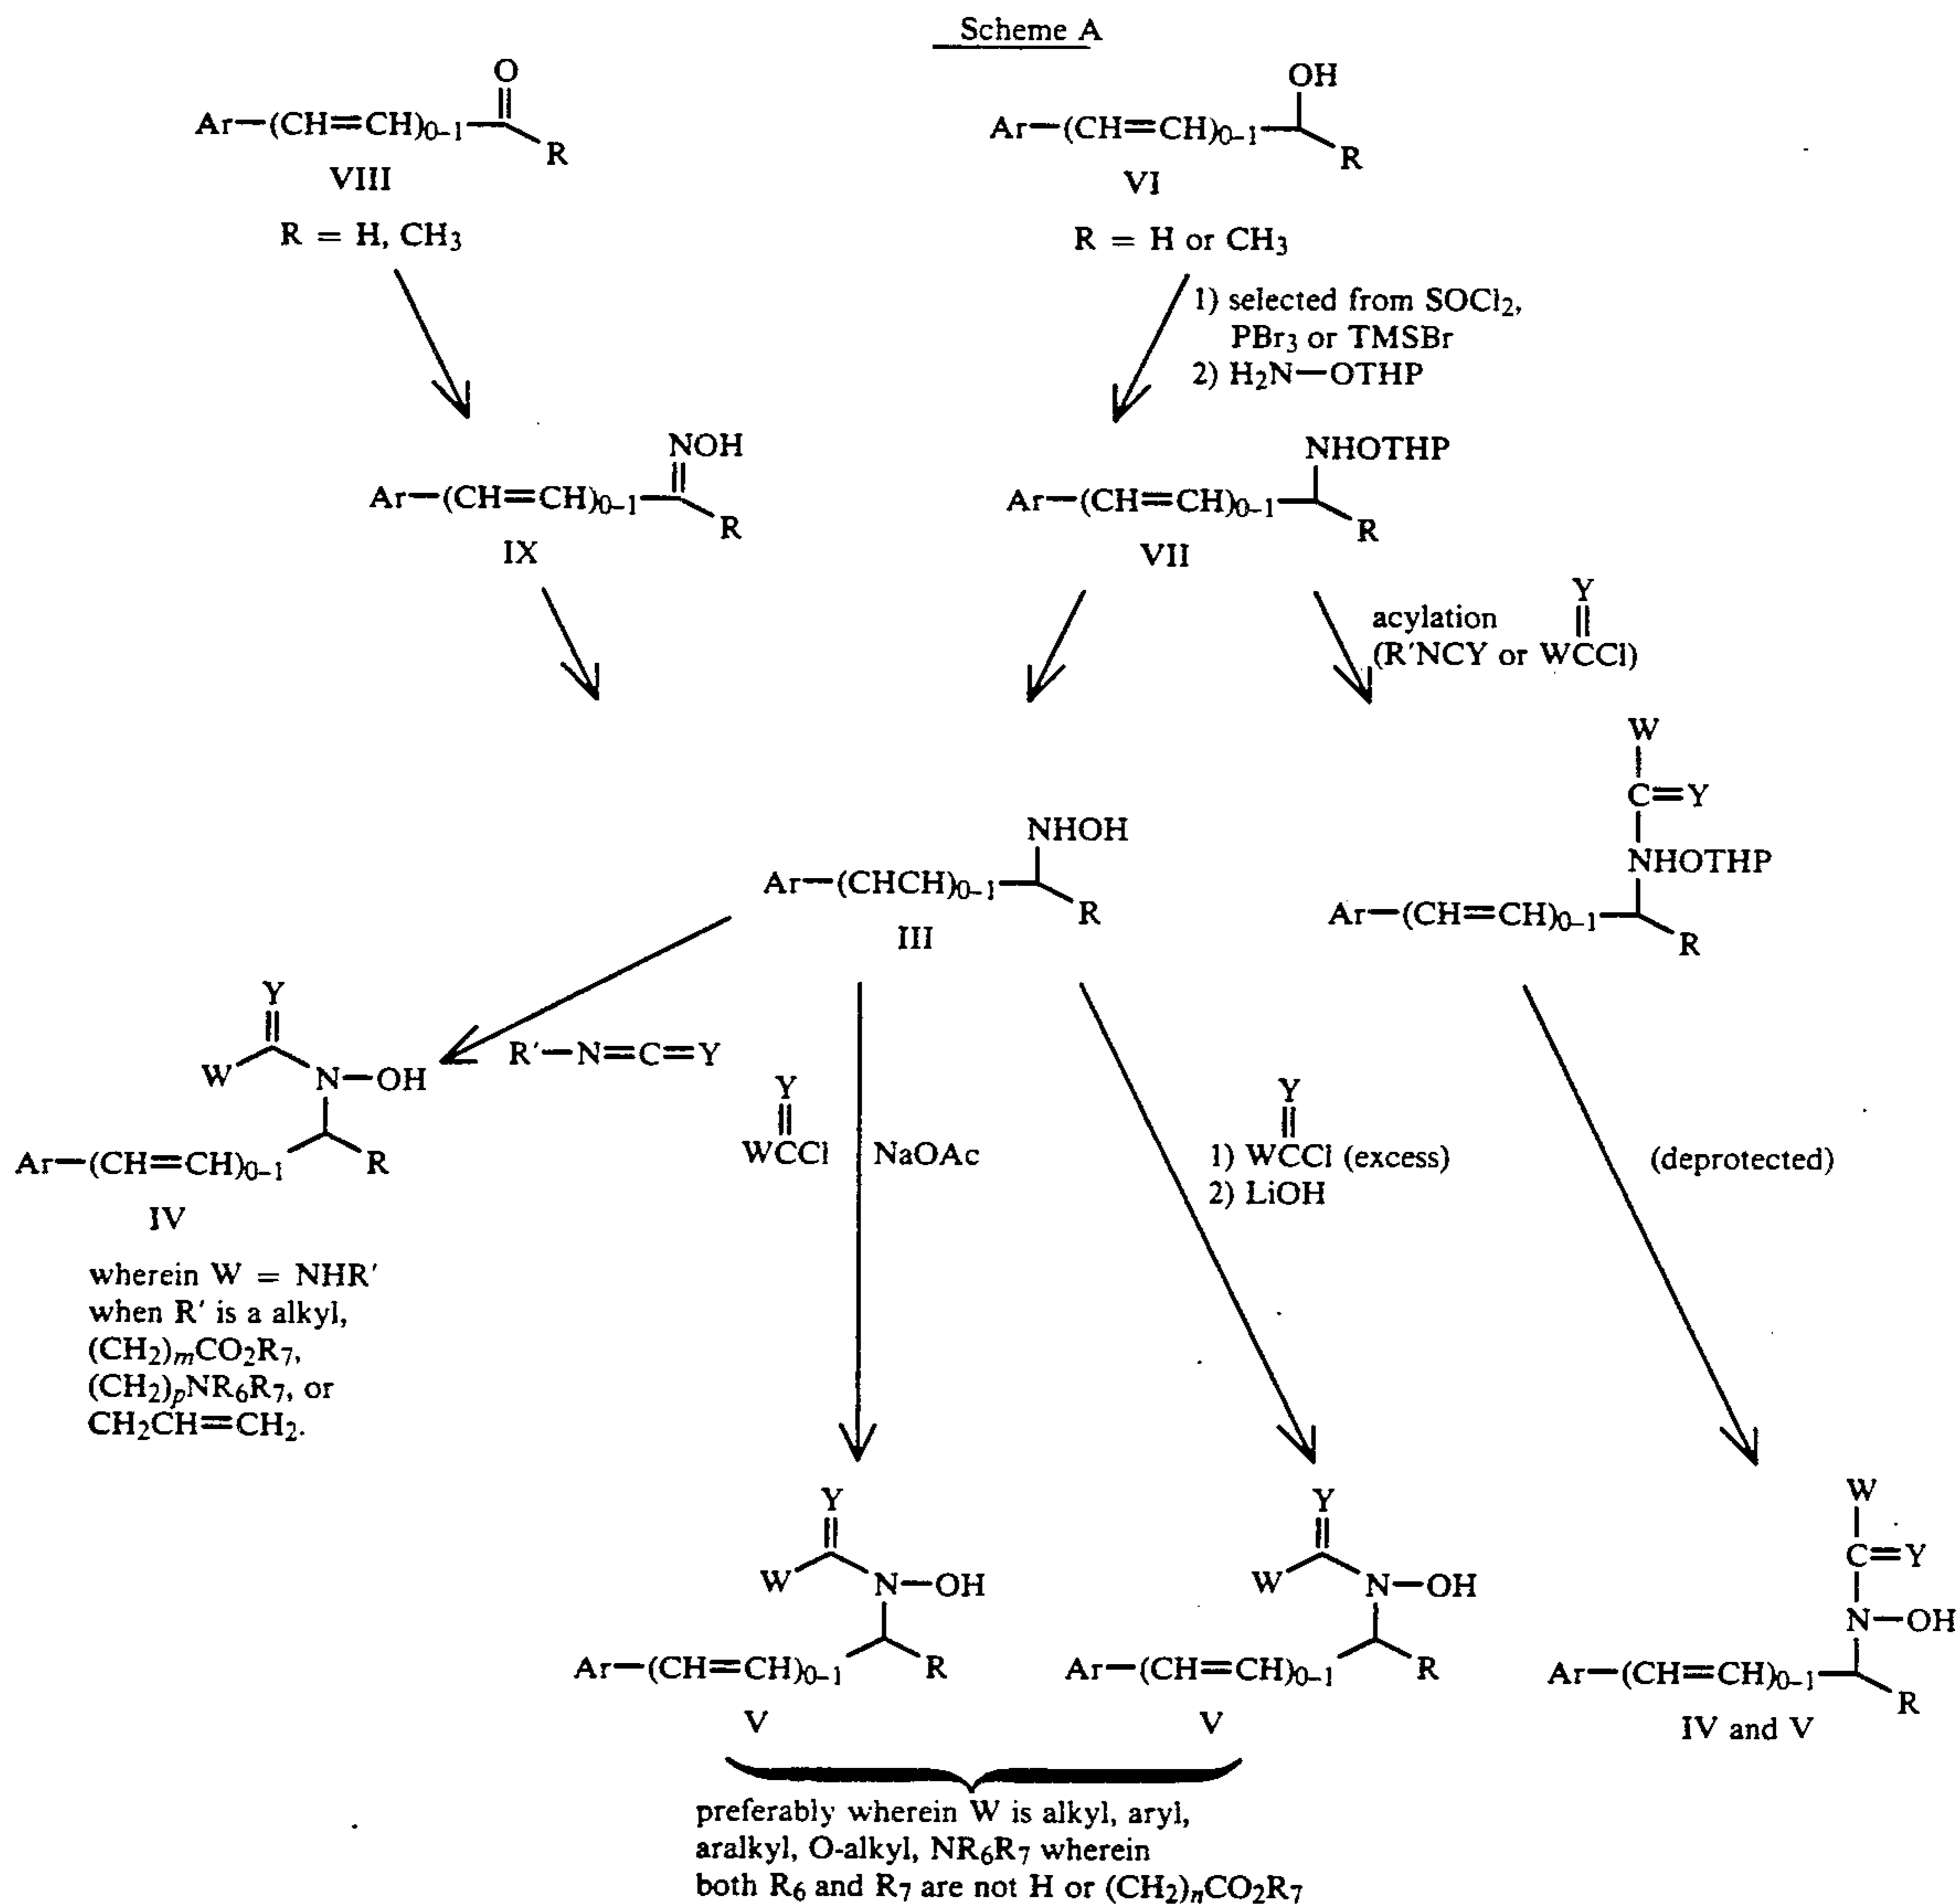 Scheme A
O
Ar—(CH=CH)0–1
R
VIII
R = H, CH3
OH
Ar—(CH=CH)0–1
R
VI
R = H or CH3
1) selected from SOCl2,
PBr3 or TMSBr
2) H2N—OTHP
NOH
Ar—(CH=CH)0–1
R
IX
NHOTHP
Ar—(CH=CH)0–1
R
VII
acylation
Y
(R'NCY or WCCl)
NHOH
Ar—(CHCH)0–1
R
III
W
C=Y
NHOTHP
Ar—(CH=CH)0–1
R
Y
W
N—OH
Ar—(CH=CH)0–1
R
IV
R'—N=C=Y
Y
WCCl
NaOAc
Y
1) WCCl (excess)
2) LiOH
(deprotected)
wherein W = NHR'
when R' is a alkyl,
(CH2)mCO2R7,
(CH2)pNR6R7, or
CH2CH=CH2.
Y
W
N—OH
Ar—(CH=CH)0–1
R
V
Y
W
N—OH
Ar—(CH=CH)0–1
R
V
W
C=Y
N—OH
Ar—(CH=CH)0–1
R
IV and V
preferably wherein W is alkyl, aryl,
aralkyl, O-alkyl, NR6R7 wherein
both R6 and R7 are not H or (CH2)nCO2R7